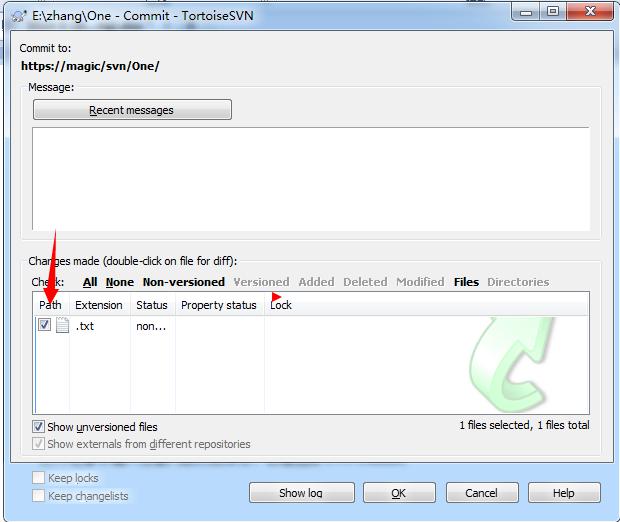 E:\zhang\One - Commit - TortoiseSVN
Commit to:
https://magic/svn/One/
Message:
Recent messages
Changes made (double-click on file for diff):
Check: All None Non-versioned Versioned Added Deleted Modified Files Directories
Path Extension Status Property status Lock
.txt non...
Show unversioned files
1 files selected, 1 files total
Show externals from different repositories
Keep locks
Keep changelists
Show log OK Cancel Help